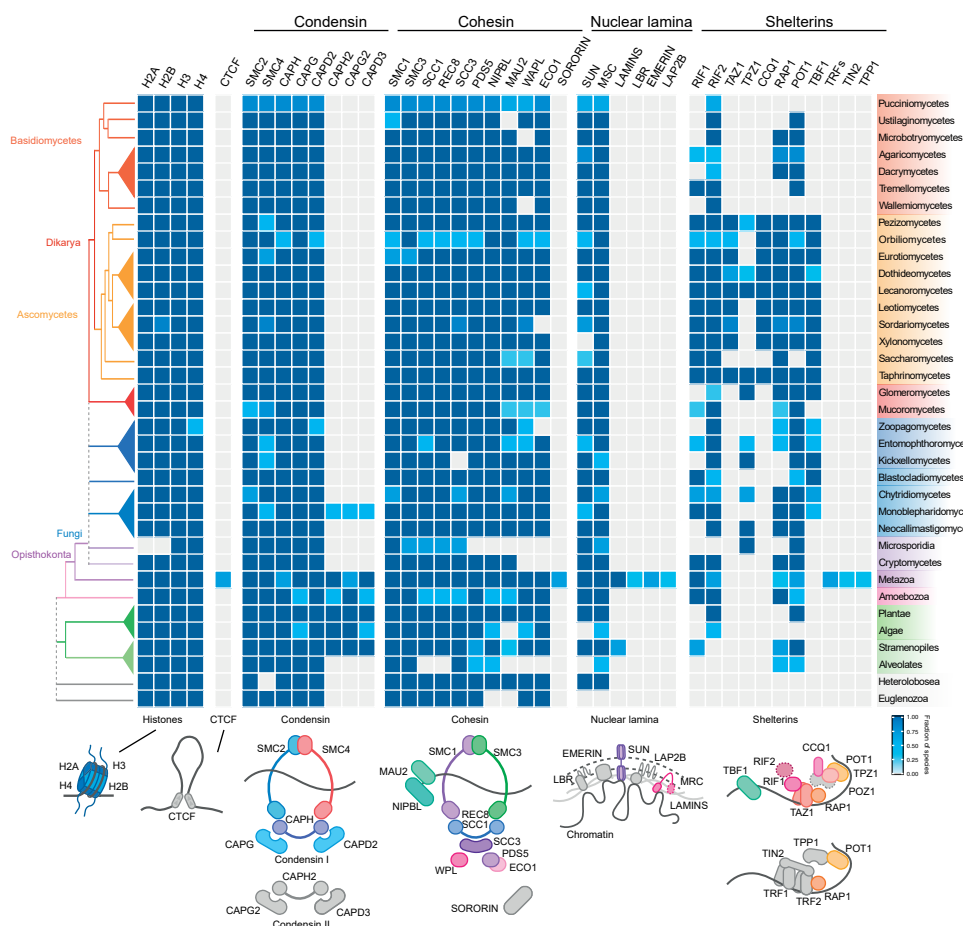 Condensin
Cohesin
Nuclear lamina
Shelterins
H2A
H2B
H3
H4
CTCF
SMC2
SMC4
CAPH
CAPG
CAPD2
CAPH2
CAPG2
CAPD3
SMC1
SMC3
SCC1
REC8
SCC3
PDS5
NIPBL
MAU2
WAPL
ECO1
SORORIN
SUN
MSC
LAMINS
LBR
EMERIN
LAP2B
RIF1
RIF2
TAZ1
TPZ1
CCQ1
RAP1
POT1
TBF1
TRFs
TIN2
TPP1
Basidiomycetes
Dikarya
Ascomycetes
Fungi
Opisthokonta
Pucciniomycetes
Ustilaginomycetes
Microbotryomycetes
Agaricomycetes
Dacrymycetes
Tremellomycetes
Wallemiomycetes
Pezizomycetes
Orbiliomycetes
Eurotiomycetes
Dothideomycetes
Lecanoromycetes
Leotiomycetes
Sordariomycetes
Xylonomycetes
Saccharomycetes
Taphrinomycetes
Glomeromycetes
Mucoromycetes
Zoopagomycetes
Entomophthoromyce
Kickxellomycetes
Blastocladiomycetes
Chytridiomycetes
Monoblepharidomyc
Neocallimastigomyc
Microsporidia
Cryptomycetes
Metazoa
Amoebozoa
Plantae
Algae
Stramenopiles
Alveolates
Heterolobosea
Euglenozoa
Histones
CTCF
Condensin
Cohesin
Nuclear lamina
Shelterins
1.00
0.75
0.50
0.25
0.00
Fraction of species
H2A
H3
H4
H2B
CTCF
SMC2
SMC4
CAPH
CAPG
CAPD2
Condensin I
CAPH2
CAPG2
CAPD3
Condensin II
SMC1
SMC3
MAU2
NIPBL
REC8
SCC1
SCC3
PDS5
WPL
ECO1
SORORIN
SUN
EMERIN
LAP2B
LBR
MRC
LAMINS
Chromatin
CCQ1
POT1
RIF2
TPZ1
TBF1
RIF1
POZ1
TAZ1
RAP1
TPP1
POT1
TIN2
TRF1
TRF2
RAP1